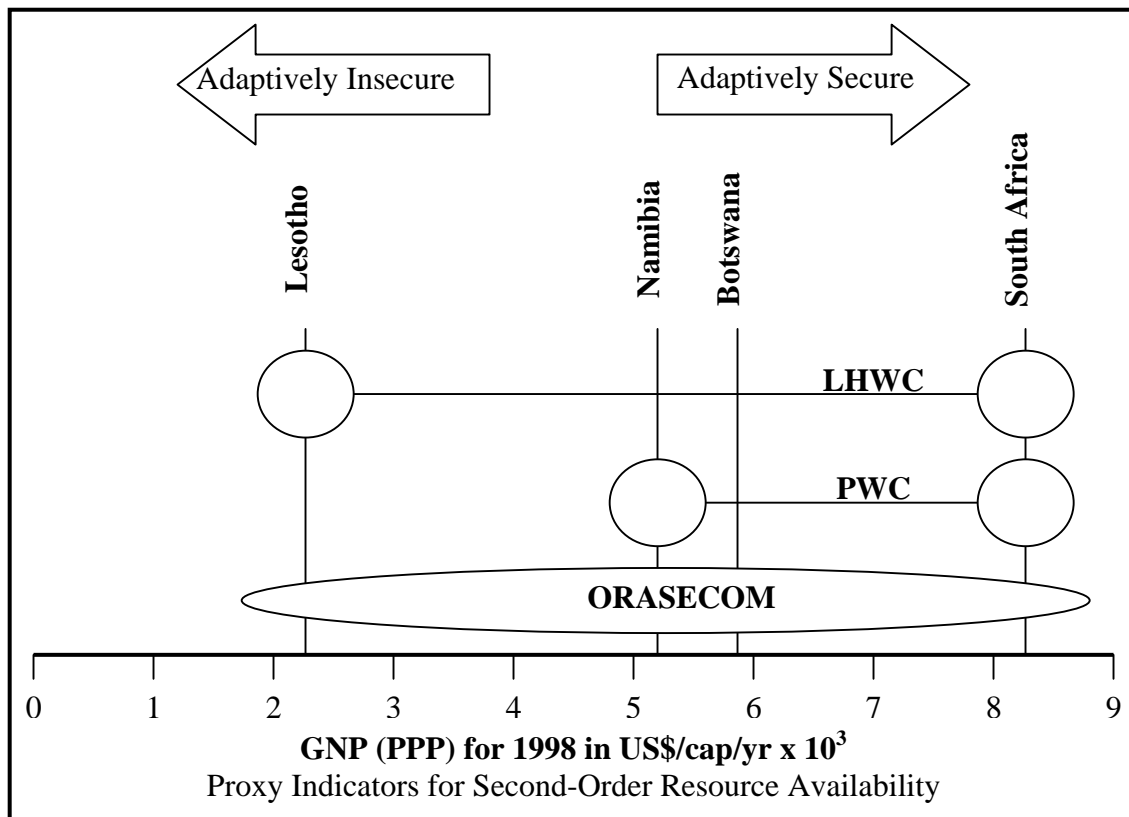 Adaptively Insecure
Adaptively Secure
Lesotho
Namibia
Botswana
South Africa
LHWC
PWC
ORASECOM
0 1 2 3 4 5 6 7 8 9
GNP (PPP) for 1998 in US$/cap/yr x 10³
Proxy Indicators for Second-Order Resource Availability